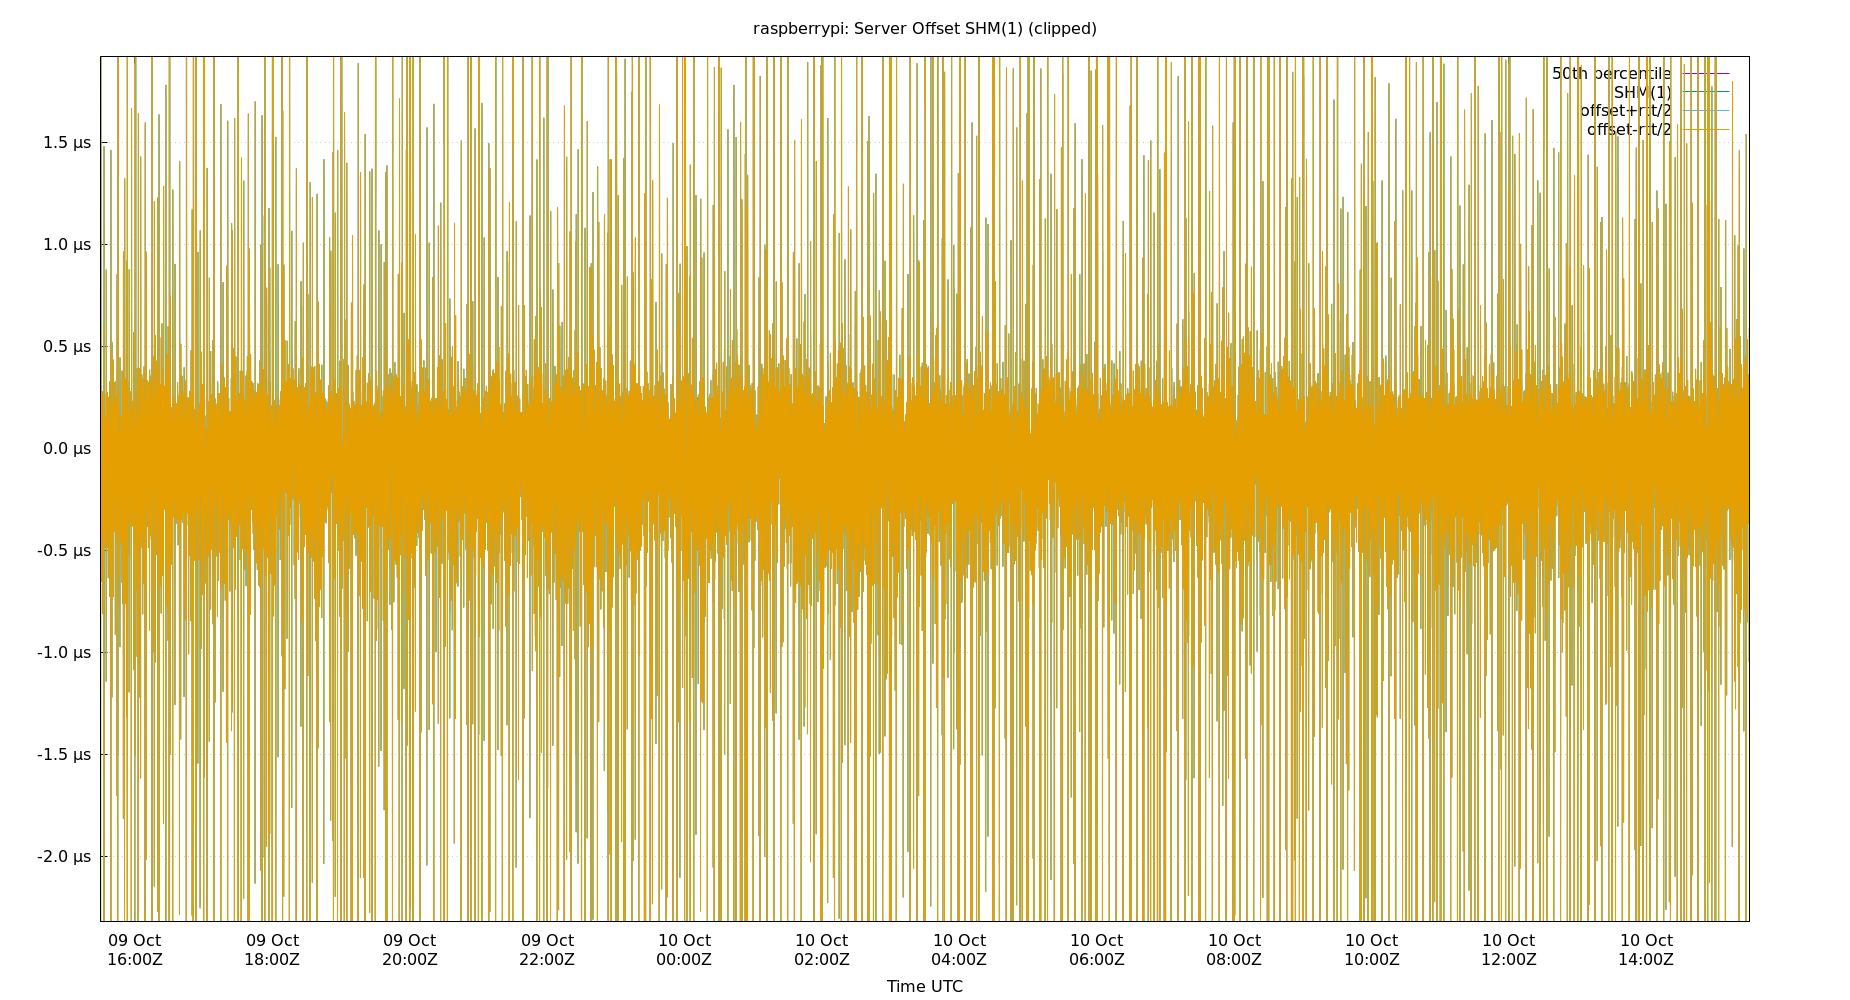 raspberrypi: Server Offset SHM(1) (clipped)
50th percentile
SHM(1)
offset+rtt/2
offset-rtt/2
1.5 µs
1.0 µs
0.5 µs
0.0 µs
-0.5 µs
-1.0 µs
-1.5 µs
-2.0 µs
09 Oct 09 Oct 09 Oct 09 Oct 10 Oct 10 Oct 10 Oct 10 Oct 10 Oct 10 Oct 10 Oct 10 Oct
16:00Z 18:00Z 20:00Z 22:00Z 00:00Z 02:00Z 04:00Z 06:00Z 08:00Z 10:00Z 12:00Z 14:00Z
Time UTC